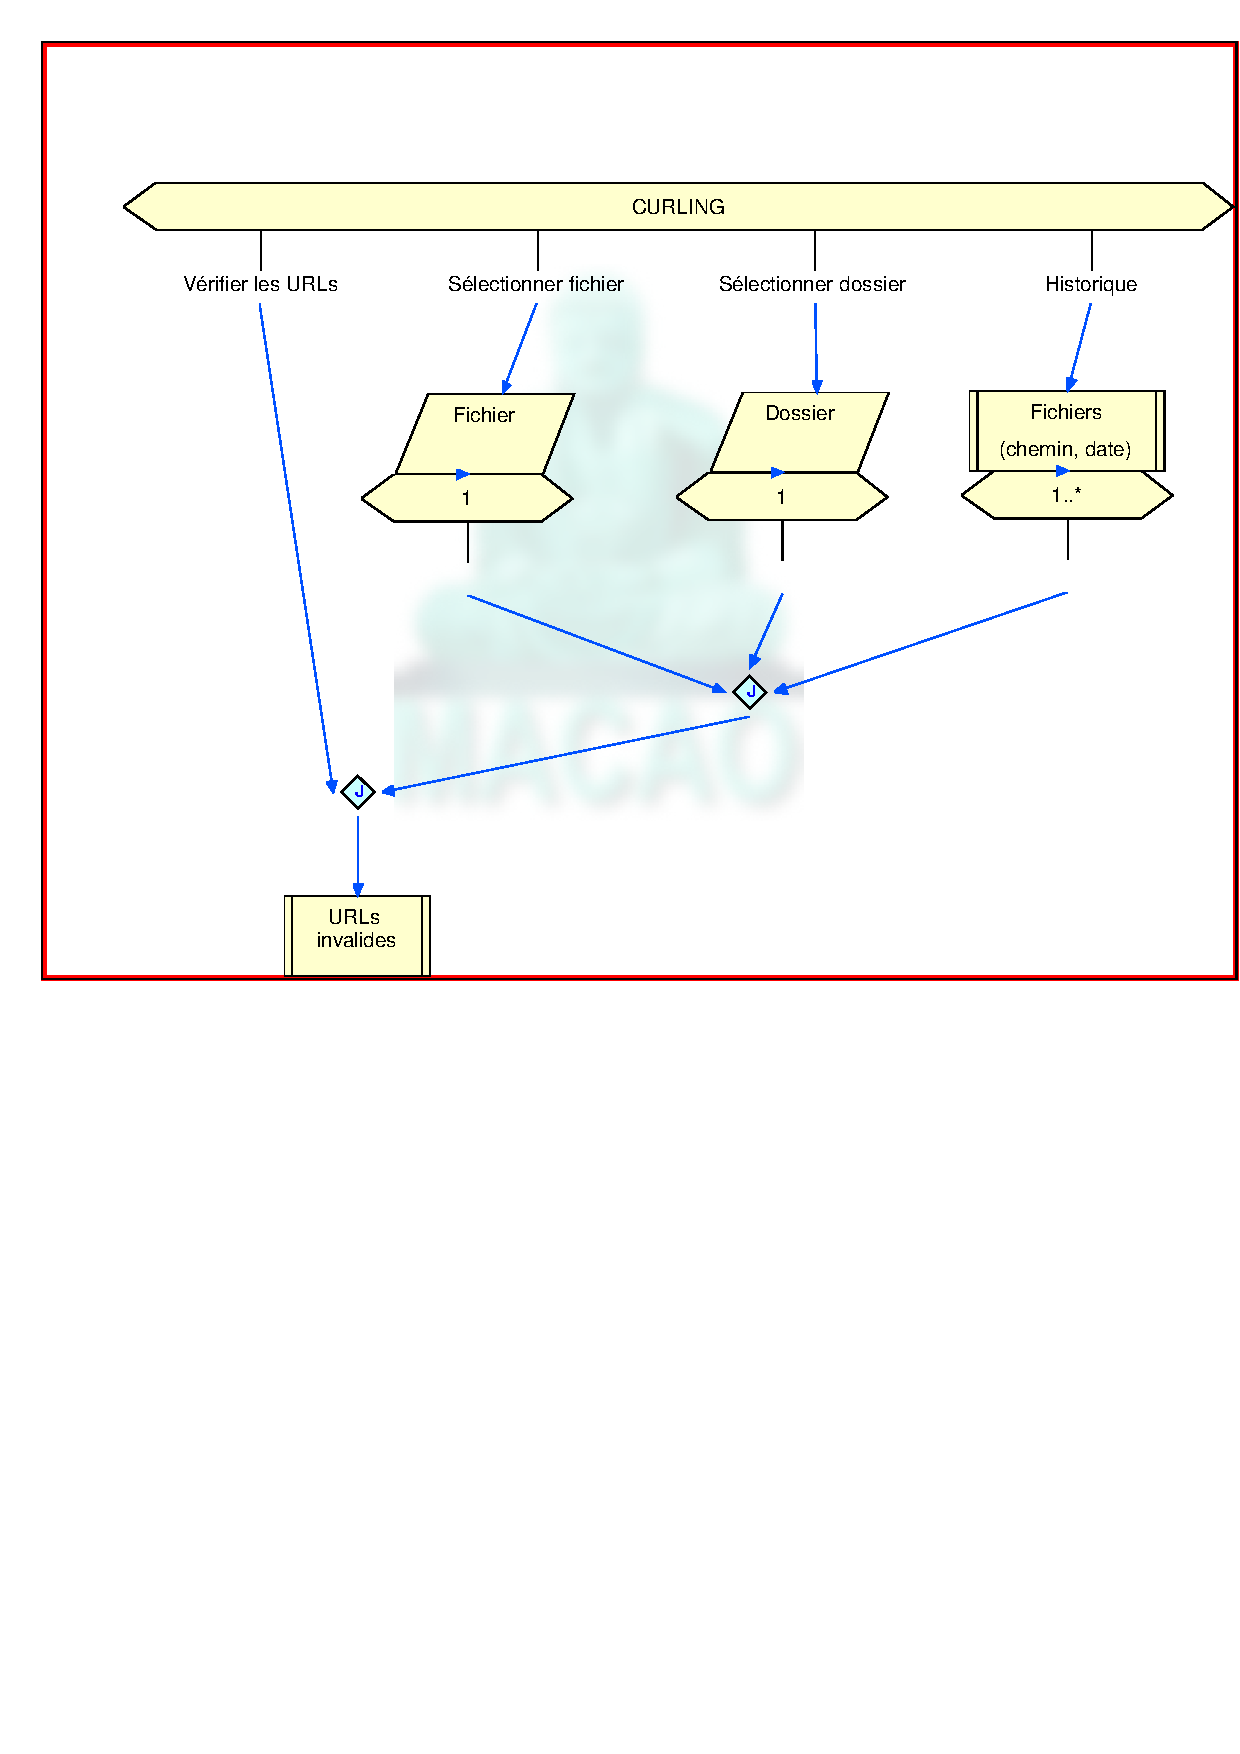 CURLING
Vérifier les URLs
Sélectionner fichier
Sélectionner dossier
Historique
Fichier
Dossier
Fichiers
(chemin, date)
1
1
1..*
J
MACAO
J
URLs
invalides